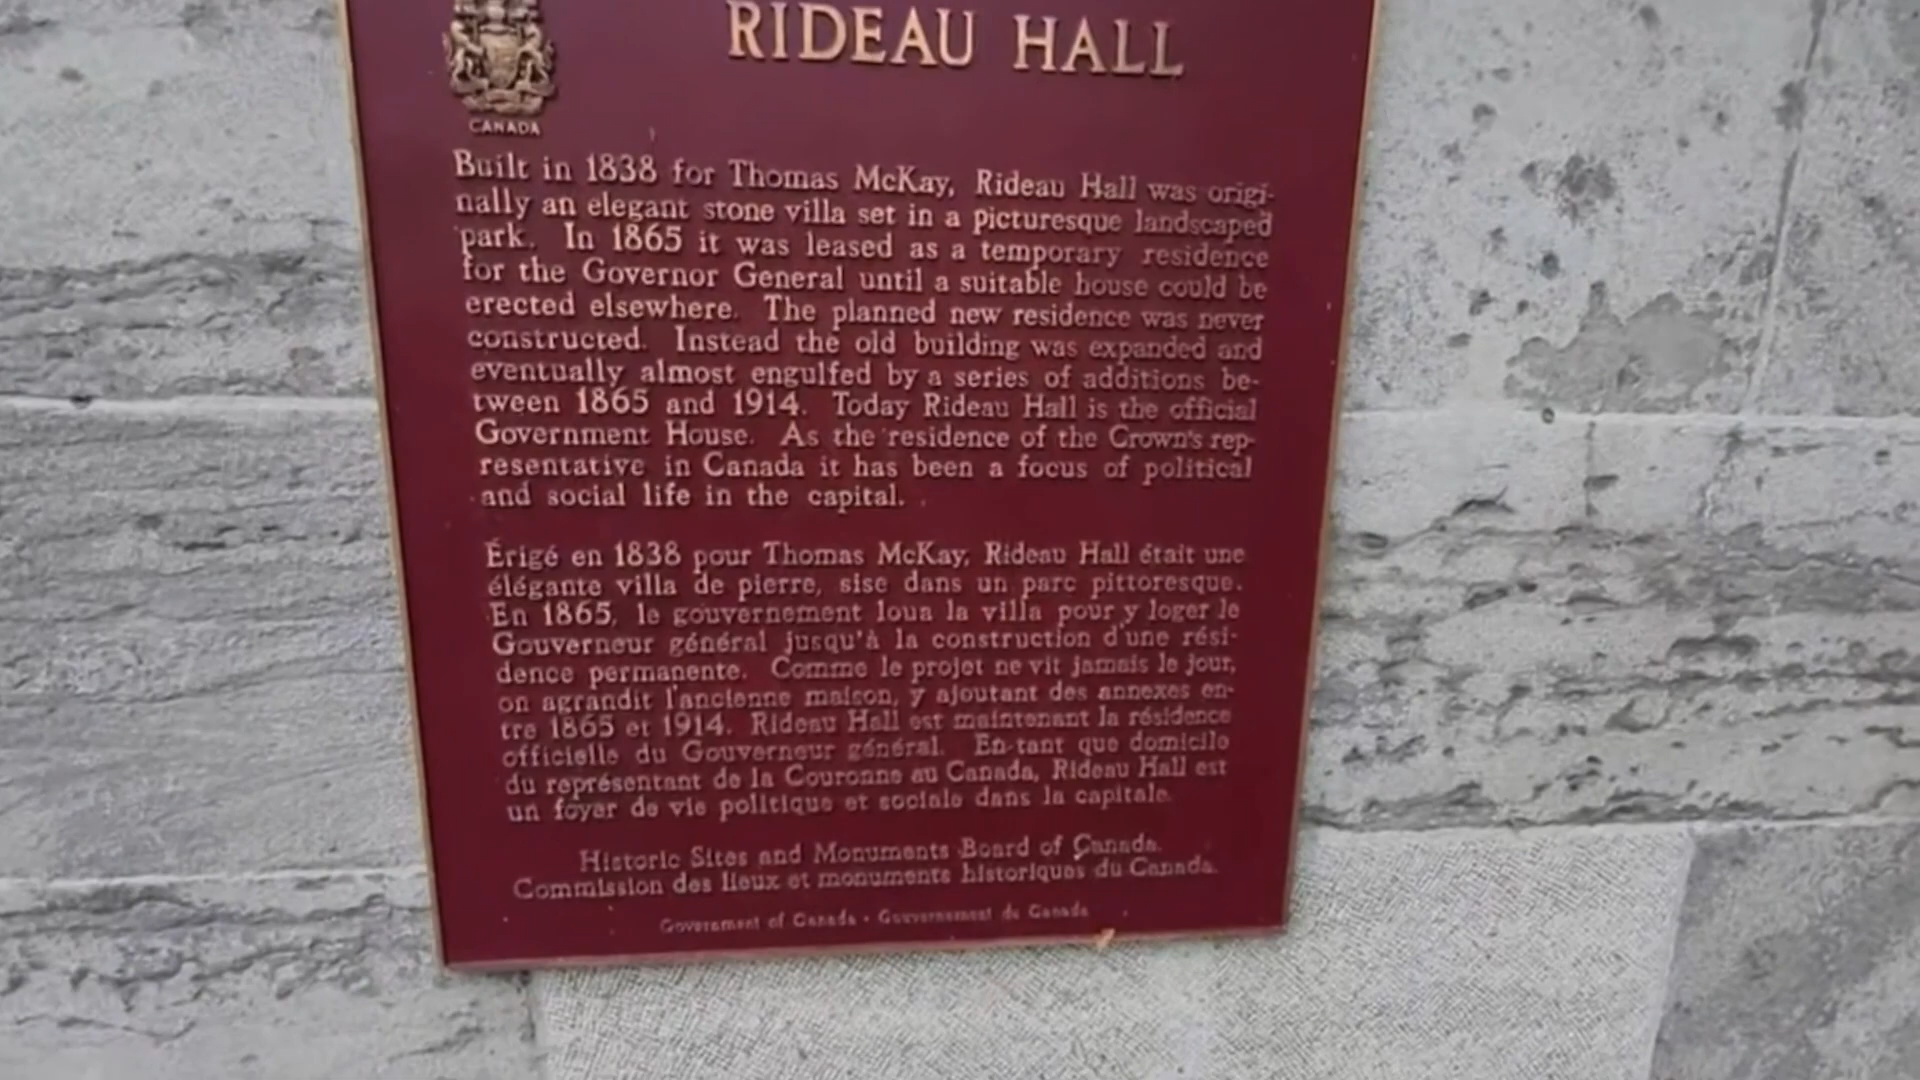 RIDEAU HALL
CANADA
Built in 1838 for Thomas McKay, Rideau Hall was origi-
nally an elegant stone villa set in a picturesque landscaped
park. In 1865 it was leased as a temporary residence
for the Governor General until a suitable house could be
erected elsewhere. The planned new residence was never
constructed. Instead the old building was expanded and
eventually almost engulfed by a series of additions be-
tween 1865 and 1914. Today Rideau Hall is the official
Government House. As the residence of the Crown's rep-
resentative in Canada it has been a focus of political
and social life in the capital.
Érigé en 1838 pour Thomas McKay, Rideau Hall était une
élégante villa de pierre, sise dans un parc pittoresque.
En 1865, le gouvernement loua la villa pour y loger le
Gouverneur général jusqu'à la construction d'une rési-
dence permanente. Comme le projet ne vit jamais le jour,
on agrandit l'ancienne maison, y ajoutant des annexes en-
tre 1865 et 1914. Rideau Hall est maintenant la résidence
officielle du Gouverneur général. En tant que domicile
du représentant de la Couronne au Canada, Rideau Hall est
un foyer de vie politique et sociale dans la capitale.
Historic Sites and Monuments Board of Canada.
Commission des lieux et monuments historiques du Canada.
Government of Canada • Gouvernement du Canada